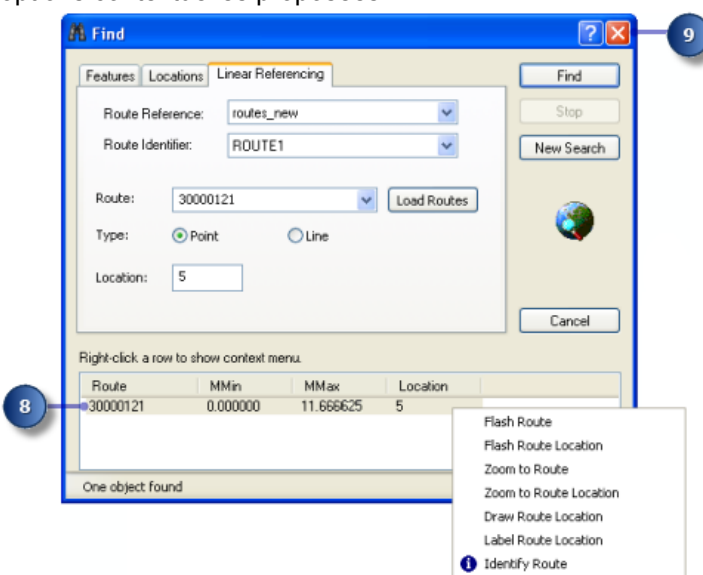 Find
9
Features Locations Linear Referencing
Find
Route Reference: routes_new
Stop
Route Identifier: ROUTE1
New Search
Route: 30000121 Load Routes
Type: Point Line
Location: 5
Cancel
Right-click a row to show context menu.
Route MMin MMax Location
8
30000121 0.000000 11.666625 5
Flash Route
Flash Route Location
Zoom to Route
One object found
Zoom to Route Location
Draw Route Location
Label Route Location
Identify Route